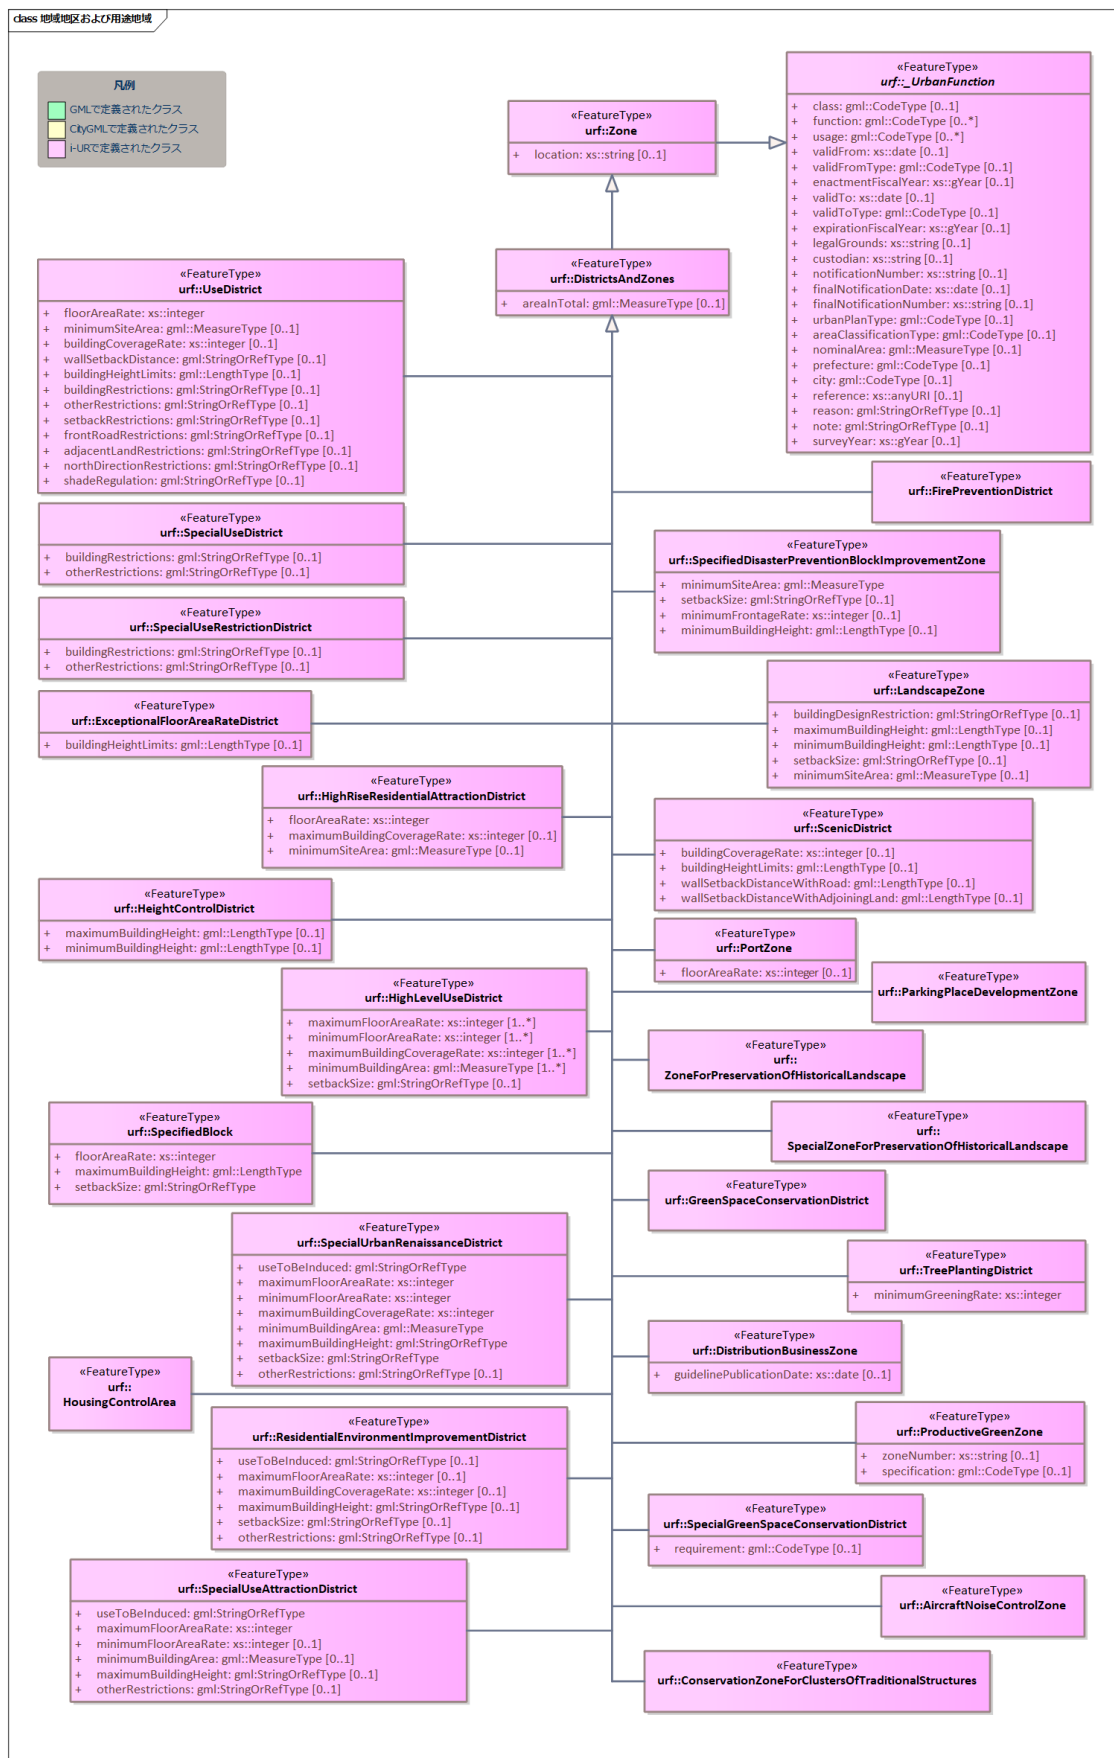 class 地域地区および用途地域
凡例
GMLで定義されたクラス
CityGMLで定義されたクラス
i-URで定義されたクラス
«FeatureType»
urf::_UrbanFunction
+ class: gml::CodeType [0..1]
+ function: gml::CodeType [0..*]
+ usage: gml::CodeType [0..*]
+ validFrom: xs::date [0..1]
+ validFromType: gml::CodeType [0..1]
+ enactmentFiscalYear: xs::gYear [0..1]
+ validTo: xs::date [0..1]
+ validToType: gml::CodeType [0..1]
+ expirationFiscalYear: xs::gYear [0..1]
+ legalGrounds: xs::string [0..1]
+ custodian: xs::string [0..1]
+ notificationNumber: xs::string [0..1]
+ finalNotificationDate: xs::date [0..1]
+ finalNotificationNumber: xs::string [0..1]
+ urbanPlanType: gml::CodeType [0..1]
+ areaClassificationType: gml::CodeType [0..1]
+ nominalArea: gml::MeasureType [0..1]
+ prefecture: gml::CodeType [0..1]
+ city: gml::CodeType [0..1]
+ reference: xs::anyURI [0..1]
+ reason: gml:StringOrRefType [0..1]
+ note: gml:StringOrRefType [0..1]
+ surveyYear: xs::gYear [0..1]
«FeatureType»
urf::Zone
+ location: xs::string [0..1]
«FeatureType»
urf::DistrictsAndZones
+ areaInTotal: gml::MeasureType [0..1]
«FeatureType»
urf::UseDistrict
+ floorAreaRate: xs::integer
+ minimumSiteArea: gml::MeasureType [0..1]
+ buildingCoverageRate: xs::integer [0..1]
+ wallSetbackDistance: gml:StringOrRefType [0..1]
+ buildingHeightLimits: gml::LengthType [0..1]
+ buildingRestrictions: gml:StringOrRefType [0..1]
+ otherRestrictions: gml:StringOrRefType [0..1]
+ setbackRestrictions: gml:StringOrRefType [0..1]
+ frontRoadRestrictions: gml:StringOrRefType [0..1]
+ adjacentLandRestrictions: gml:StringOrRefType [0..1]
+ northDirectionRestrictions: gml:StringOrRefType [0..1]
+ shadeRegulation: gml:StringOrRefType [0..1]
«FeatureType»
urf::FirePreventionDistrict
«FeatureType»
urf::SpecialUseDistrict
+ buildingRestrictions: gml:StringOrRefType [0..1]
+ otherRestrictions: gml:StringOrRefType [0..1]
«FeatureType»
urf::SpecifiedDisasterPreventionBlockImprovementZone
+ minimumSiteArea: gml::MeasureType
+ setbackSize: gml:StringOrRefType [0..1]
+ minimumFrontageRate: xs::integer [0..1]
+ minimumBuildingHeight: gml::LengthType [0..1]
«FeatureType»
urf::SpecialUseRestrictionDistrict
+ buildingRestrictions: gml:StringOrRefType [0..1]
+ otherRestrictions: gml:StringOrRefType [0..1]
«FeatureType»
urf::LandscapeZone
+ buildingDesignRestriction: gml:StringOrRefType [0..1]
+ maximumBuildingHeight: gml::LengthType [0..1]
+ minimumBuildingHeight: gml::LengthType [0..1]
+ setbackSize: gml:StringOrRefType [0..1]
+ minimumSiteArea: gml::MeasureType [0..1]
«FeatureType»
urf::ExceptionalFloorAreaRateDistrict
+ buildingHeightLimits: gml::LengthType [0..1]
«FeatureType»
urf::HighRiseResidentialAttractionDistrict
+ floorAreaRate: xs::integer
+ maximumBuildingCoverageRate: xs::integer [0..1]
+ minimumSiteArea: gml::MeasureType [0..1]
«FeatureType»
urf::ScenicDistrict
+ buildingCoverageRate: xs::integer [0..1]
+ buildingHeightLimits: gml::LengthType [0..1]
+ wallSetbackDistanceWithRoad: gml::LengthType [0..1]
+ wallSetbackDistanceWithAdjoiningLand: gml::LengthType [0..1]
«FeatureType»
urf::HeightControlDistrict
+ maximumBuildingHeight: gml::LengthType [0..1]
+ minimumBuildingHeight: gml::LengthType [0..1]
«FeatureType»
urf::PortZone
+ floorAreaRate: xs::integer [0..1]
«FeatureType»
urf::ParkingPlaceDevelopmentZone
«FeatureType»
urf::HighLevelUseDistrict
+ maximumFloorAreaRate: xs::integer [1..*]
+ minimumFloorAreaRate: xs::integer [1..*]
+ maximumBuildingCoverageRate: xs::integer [1..*]
+ minimumBuildingArea: gml::MeasureType [1..*]
+ setbackSize: gml:StringOrRefType [0..1]
«FeatureType»
urf::
ZoneForPreservationOfHistoricalLandscape
«FeatureType»
urf::SpecifiedBlock
+ floorAreaRate: xs::integer
+ maximumBuildingHeight: gml::LengthType
+ setbackSize: gml:StringOrRefType
«FeatureType»
urf::
SpecialZoneForPreservationOfHistoricalLandscape
«FeatureType»
urf::GreenSpaceConservationDistrict
«FeatureType»
urf::SpecialUrbanRenaissanceDistrict
+ useToBeInduced: gml:StringOrRefType
+ maximumFloorAreaRate: xs::integer
+ minimumFloorAreaRate: xs::integer
+ maximumBuildingCoverageRate: xs::integer
+ minimumBuildingArea: gml::MeasureType
+ maximumBuildingHeight: gml:StringOrRefType
+ setbackSize: gml:StringOrRefType
+ otherRestrictions: gml:StringOrRefType [0..1]
«FeatureType»
urf::TreePlantingDistrict
+ minimumGreeningRate: xs::integer
«FeatureType»
urf::DistributionBusinessZone
+ guidelinePublicationDate: xs::date [0..1]
«FeatureType»
urf::
HousingControlArea
«FeatureType»
urf::ResidentialEnvironmentImprovementDistrict
+ useToBeInduced: gml:StringOrRefType [0..1]
+ maximumFloorAreaRate: xs::integer [0..1]
+ maximumBuildingCoverageRate: xs::integer [0..1]
+ maximumBuildingHeight: gml:StringOrRefType [0..1]
+ setbackSize: gml:StringOrRefType [0..1]
+ otherRestrictions: gml:StringOrRefType [0..1]
«FeatureType»
urf::ProductiveGreenZone
+ zoneNumber: xs::string [0..1]
+ specification: gml::CodeType [0..1]
«FeatureType»
urf::SpecialGreenSpaceConservationDistrict
+ requirement: gml::CodeType [0..1]
«FeatureType»
urf::SpecialUseAttractionDistrict
+ useToBeInduced: gml:StringOrRefType
+ maximumFloorAreaRate: xs::integer
+ minimumFloorAreaRate: xs::integer [0..1]
+ minimumBuildingArea: gml::MeasureType [0..1]
+ maximumBuildingHeight: gml:StringOrRefType [0..1]
+ otherRestrictions: gml:StringOrRefType [0..1]
«FeatureType»
urf::AircraftNoiseControlZone
«FeatureType»
urf::ConservationZoneForClustersOfTraditionalStructures